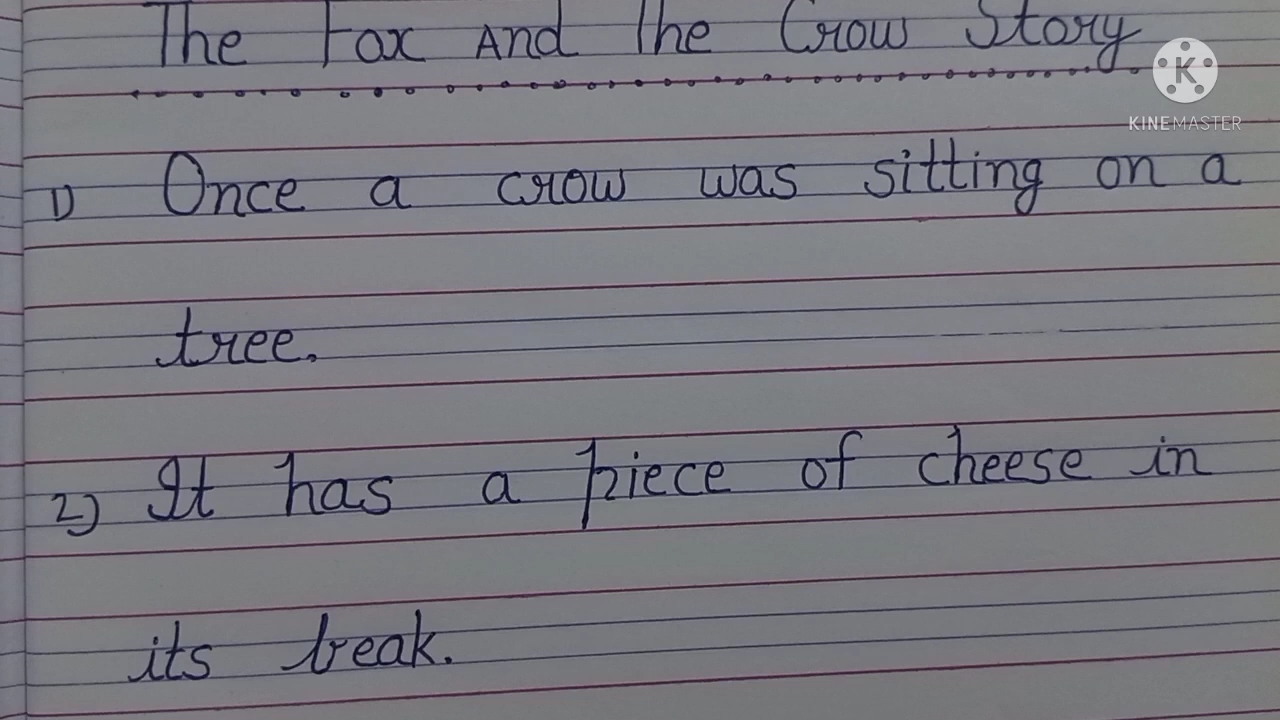 The Fox And The Crow Story
KINEMASTER
1) Once a crow was sitting on a
tree.
2) It has a piece of cheese in
its beak.